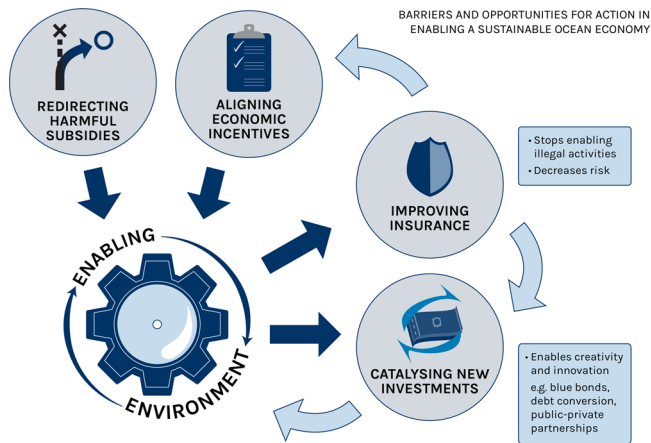 BARRIERS AND OPPORTUNITIES FOR ACTION IN
ENABLING A SUSTAINABLE OCEAN ECONOMY
REDIRECTING
HARMFUL
SUBSIDIES
ALIGNING
ECONOMIC
INCENTIVES
IMPROVING
INSURANCE
• Stops enabling
illegal activities
• Decreases risk
ENABLING
ENVIRONMENT
CATALYSING NEW
INVESTMENTS
• Enables creativity
and innovation
e.g. blue bonds,
debt conversion,
public-private
partnerships